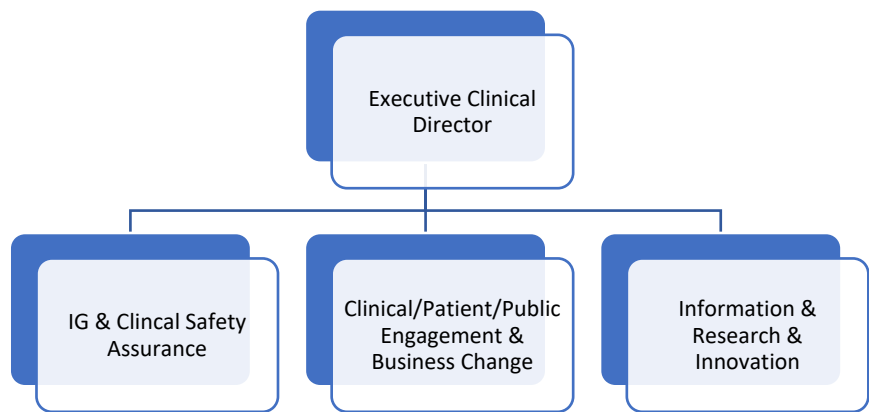 Executive Clinical
Director
IG & Clincal Safety
Assurance
Clinical/Patient/Public
Engagement &
Business Change
Information &
Research &
Innovation